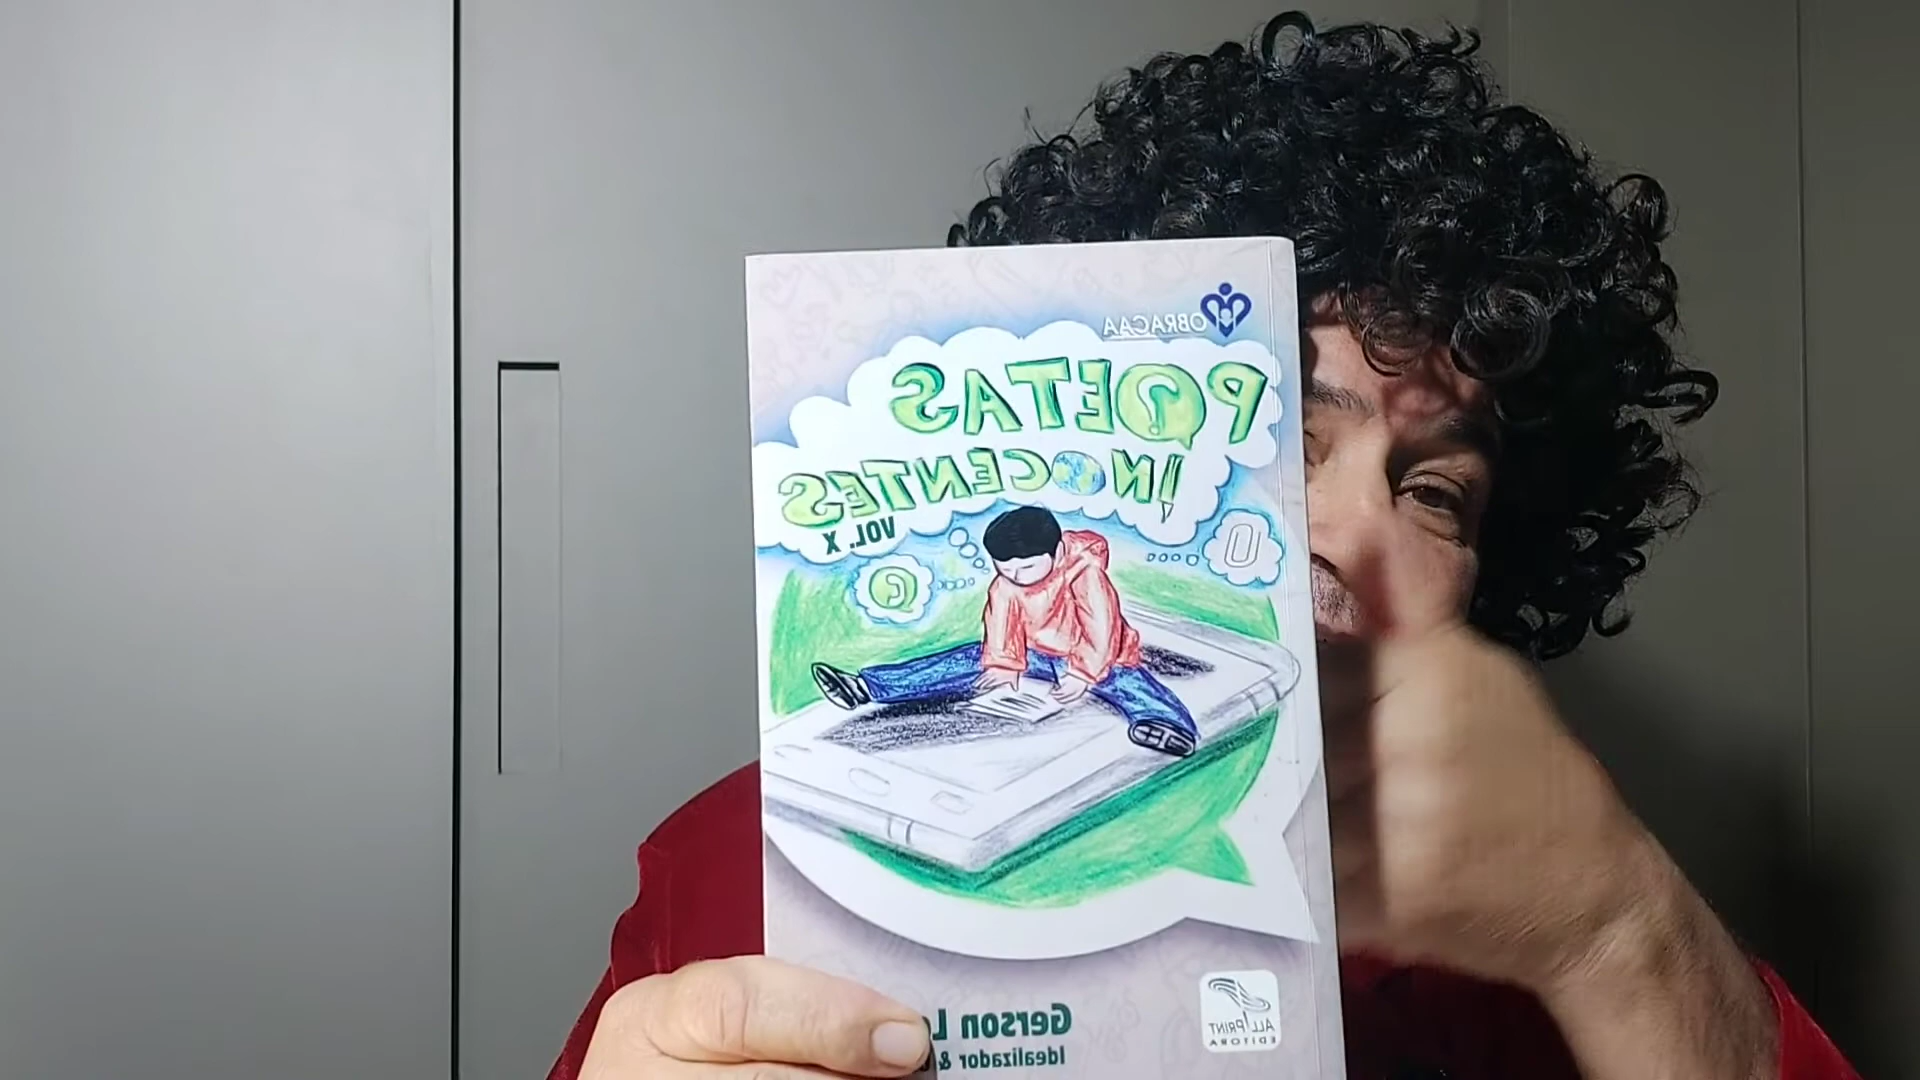 OBRACAA
POETAS
INOCENTES
VOL. X
Gerson
Idealizador &
ALL PRINT
EDITORA